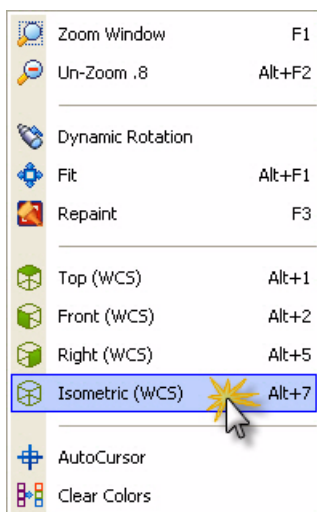 Zoom Window F1
Un-Zoom .8 Alt+F2
Dynamic Rotation
Fit Alt+F1
Repaint F3
Top (WCS) Alt+1
Front (WCS) Alt+2
Right (WCS) Alt+5
Isometric (WCS) Alt+7
AutoCursor
Clear Colors